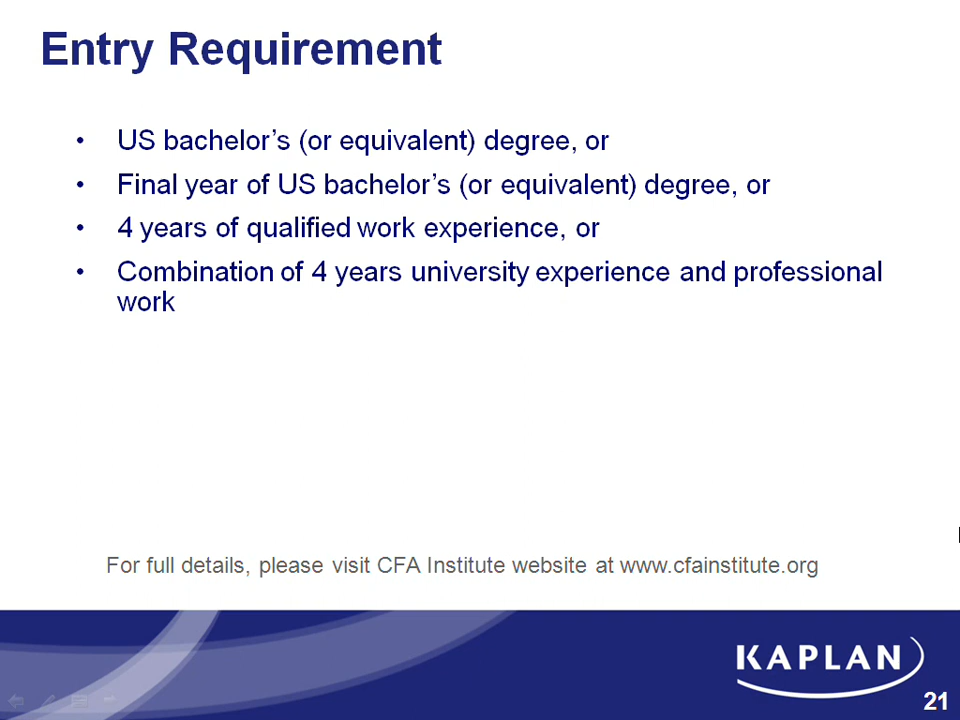 Entry Requirement
• US bachelor’s (or equivalent) degree, or
• Final year of US bachelor’s (or equivalent) degree, or
• 4 years of qualified work experience, or
• Combination of 4 years university experience and professional
work
For full details, please visit CFA Institute website at www.cfainstitute.org
KAPLAN
21